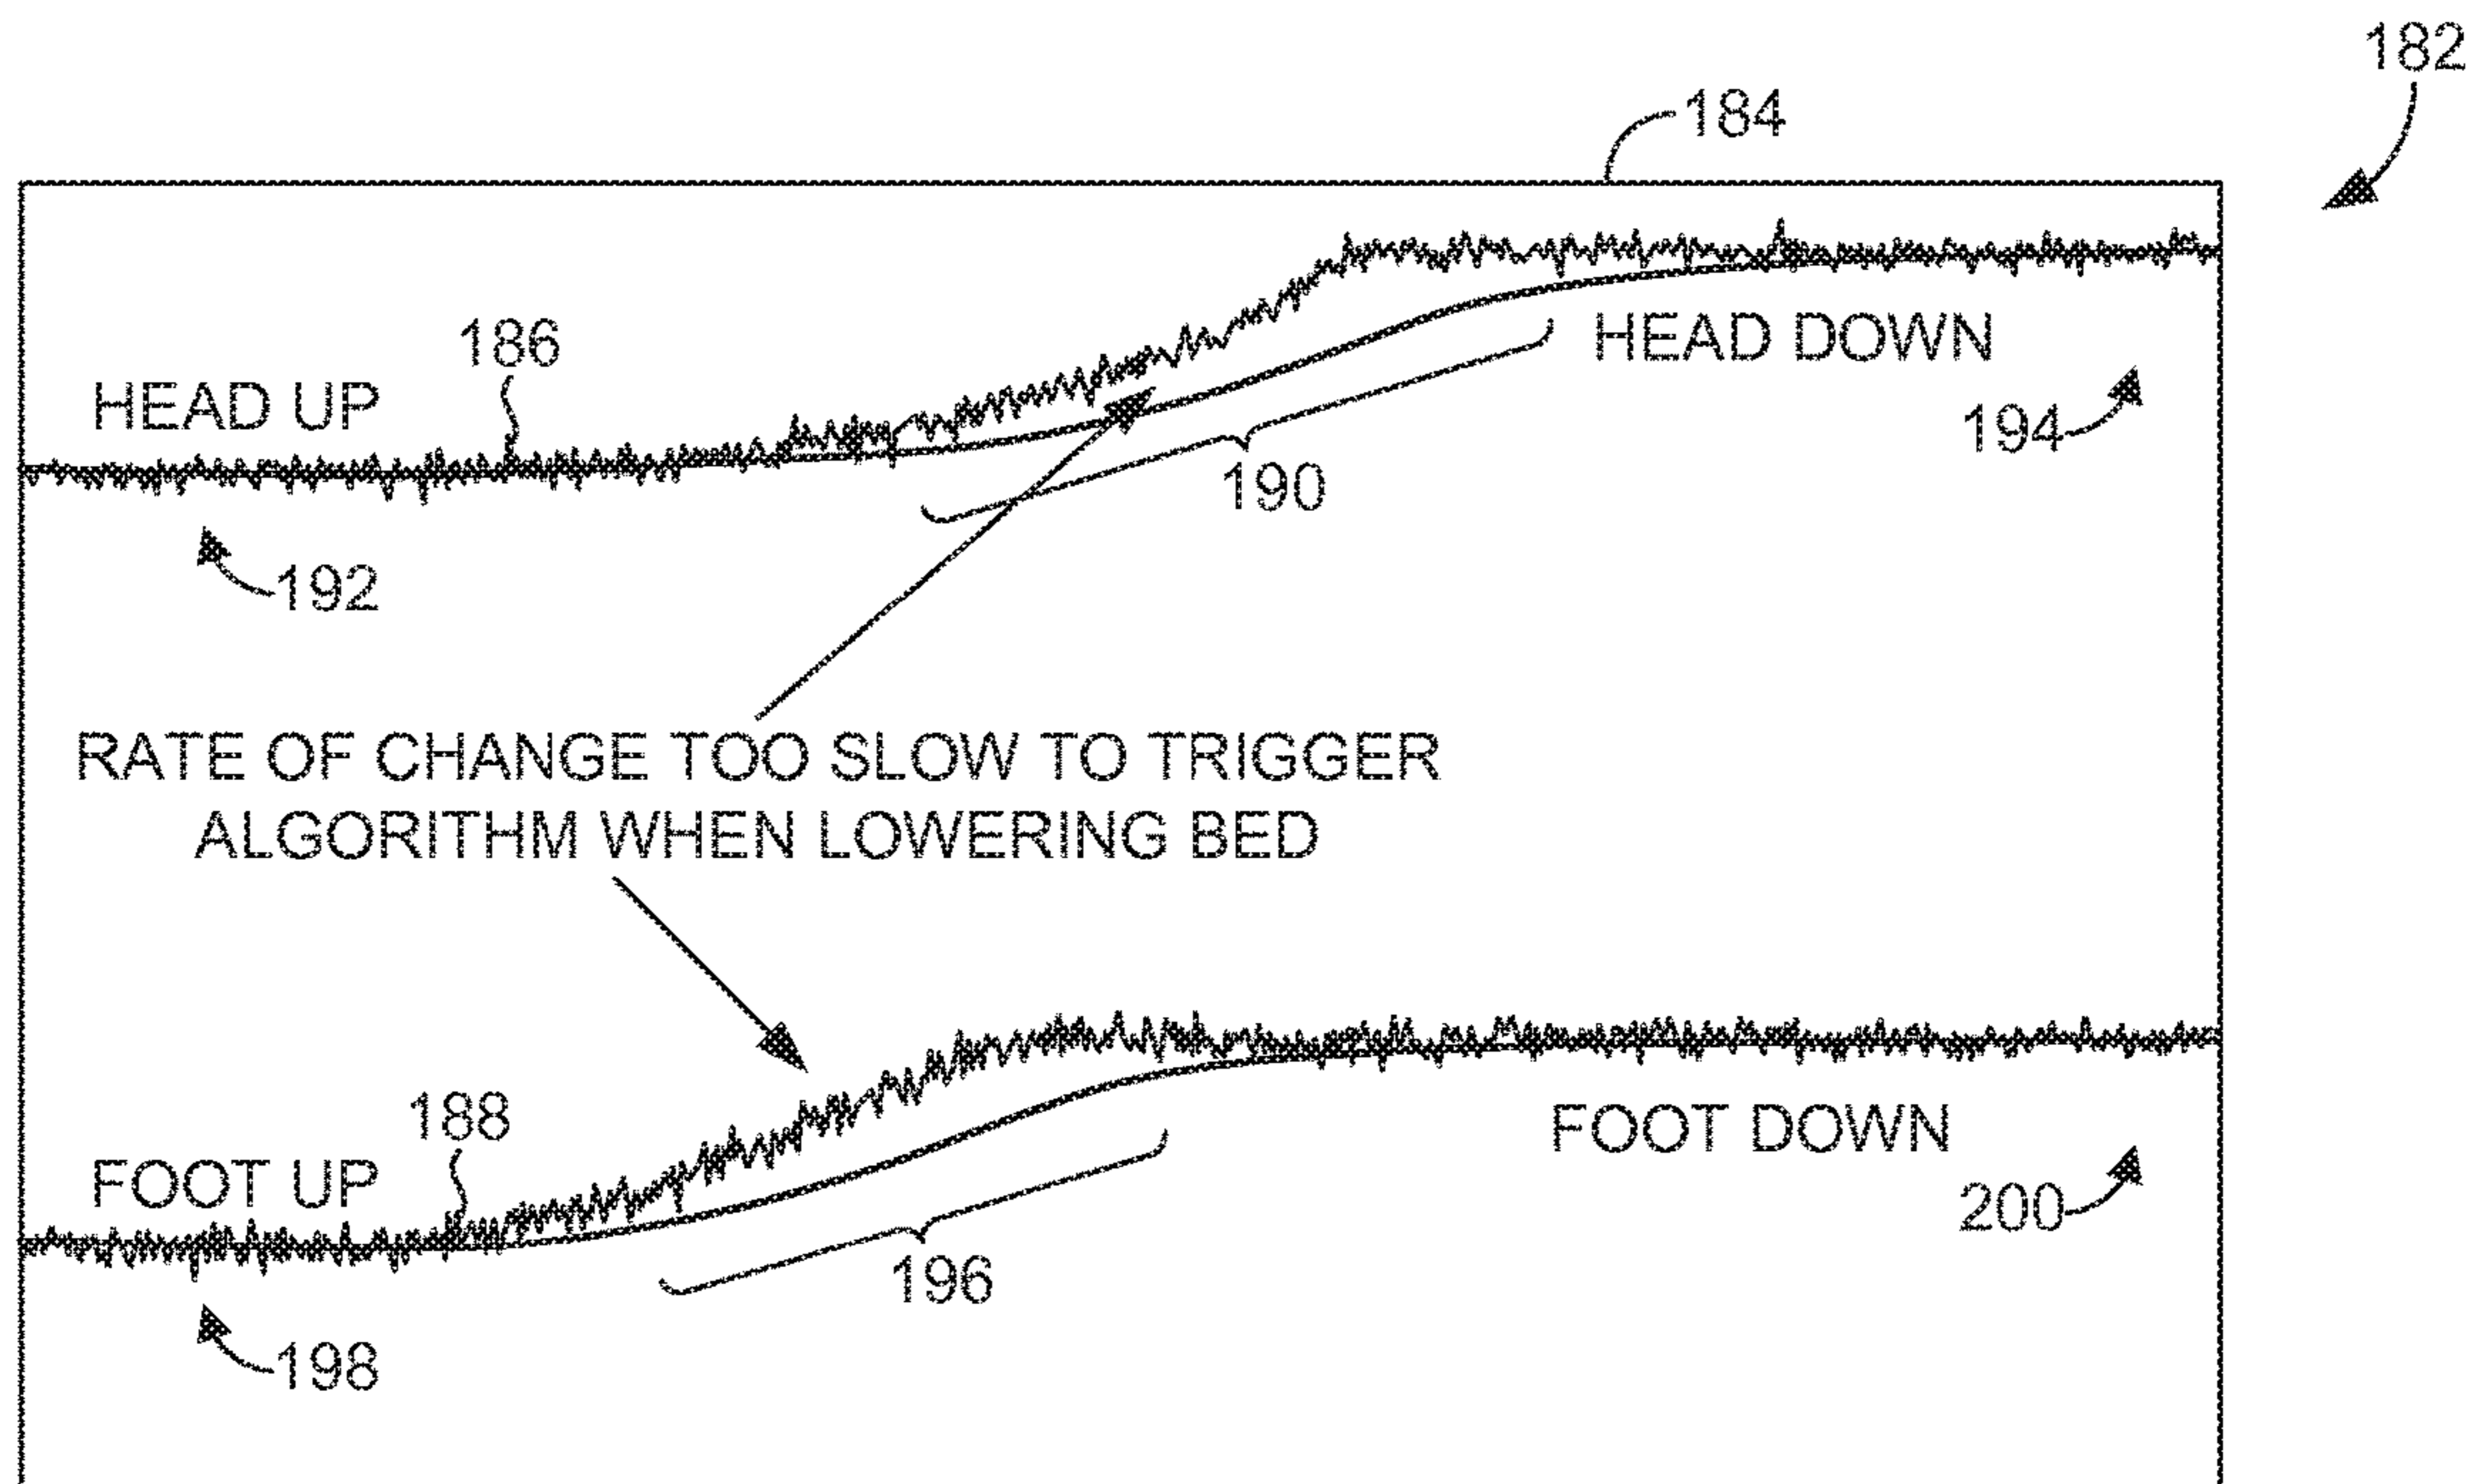 182
184
186
HEAD UP
HEAD DOWN
194
190
192
RATE OF CHANGE TOO SLOW TO TRIGGER
ALGORITHM WHEN LOWERING BED
188
FOOT UP
FOOT DOWN
200
196
198